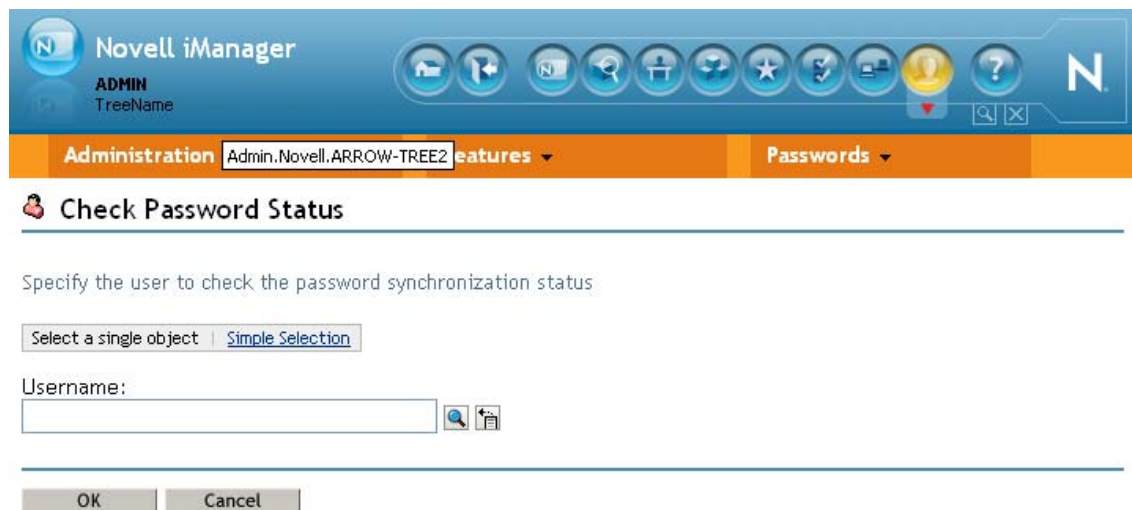 Novell iManager
ADMIN
TreeName
N
Administration Admin.Novell.ARROW-TREE2 eatures Passwords
Check Password Status
Specify the user to check the password synchronization status
Select a single object | Simple Selection
Username:
OK Cancel